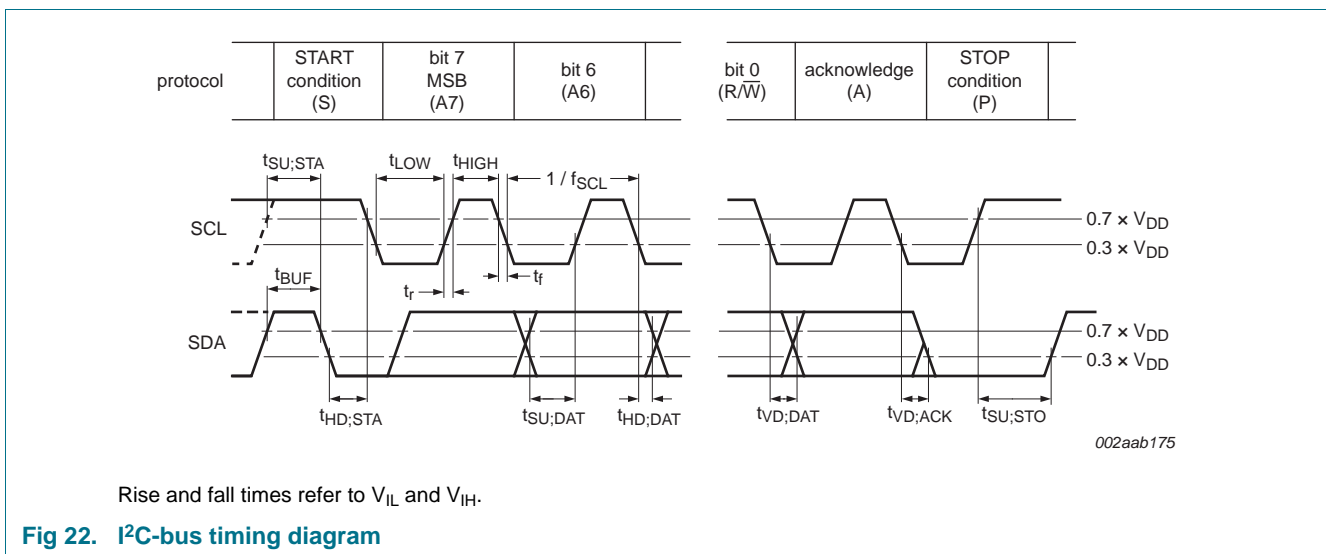 protocol
START
condition
(S)
bit 7
MSB
(A7)
bit 6
(A6)
bit 0
(R/W̅)
acknowledge
(A)
STOP
condition
(P)
tSU;STA
tLOW
tHIGH
1 / fSCL
SCL
0.7 × VDD
0.3 × VDD
tBUF
tr
tf
SDA
0.7 × VDD
0.3 × VDD
tHD;STA
tSU;DAT
tHD;DAT
tVD;DAT
tVD;ACK
tSU;STO
002aab175
Rise and fall times refer to VIL and VIH.
Fig 22. I²C-bus timing diagram